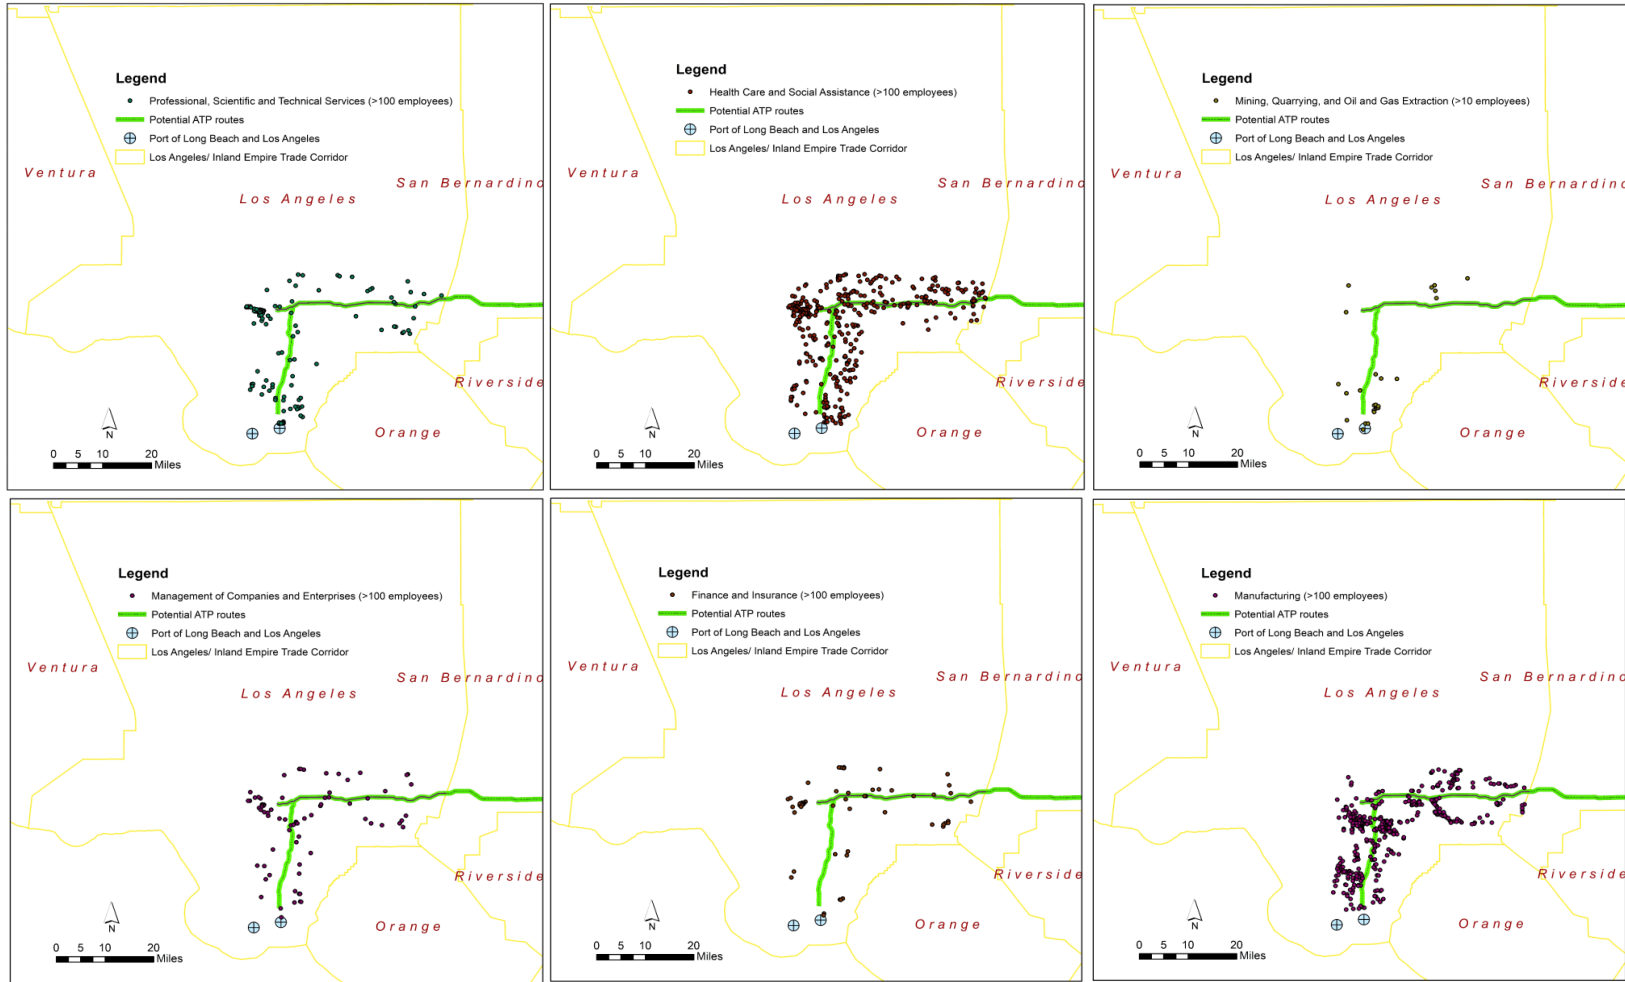 Legend
Professional, Scientific and Technical Services (>100 employees)
Potential ATP routes
Port of Long Beach and Los Angeles
Los Angeles/ Inland Empire Trade Corridor
Ventura
San Bernardino
Los Angeles
Riverside
Orange
N
0 5 10 20
Miles
Legend
Health Care and Social Assistance (>100 employees)
Potential ATP routes
Port of Long Beach and Los Angeles
Los Angeles/ Inland Empire Trade Corridor
Ventura
San Bernardino
Los Angeles
Riverside
Orange
N
0 5 10 20
Miles
Legend
Mining, Quarrying, and Oil and Gas Extraction (>10 employees)
Potential ATP routes
Port of Long Beach and Los Angeles
Los Angeles/ Inland Empire Trade Corridor
Ventura
San Bernardino
Los Angeles
Riverside
Orange
N
0 5 10 20
Miles
Legend
Management of Companies and Enterprises (>100 employees)
Potential ATP routes
Port of Long Beach and Los Angeles
Los Angeles/ Inland Empire Trade Corridor
Ventura
San Bernardino
Los Angeles
Riverside
Orange
N
0 5 10 20
Miles
Legend
Finance and Insurance (>100 employees)
Potential ATP routes
Port of Long Beach and Los Angeles
Los Angeles/ Inland Empire Trade Corridor
Ventura
San Bernardino
Los Angeles
Riverside
Orange
N
0 5 10 20
Miles
Legend
Manufacturing (>100 employees)
Potential ATP routes
Port of Long Beach and Los Angeles
Los Angeles/ Inland Empire Trade Corridor
Ventura
San Bernardino
Los Angeles
Riverside
Orange
N
0 5 10 20
Miles